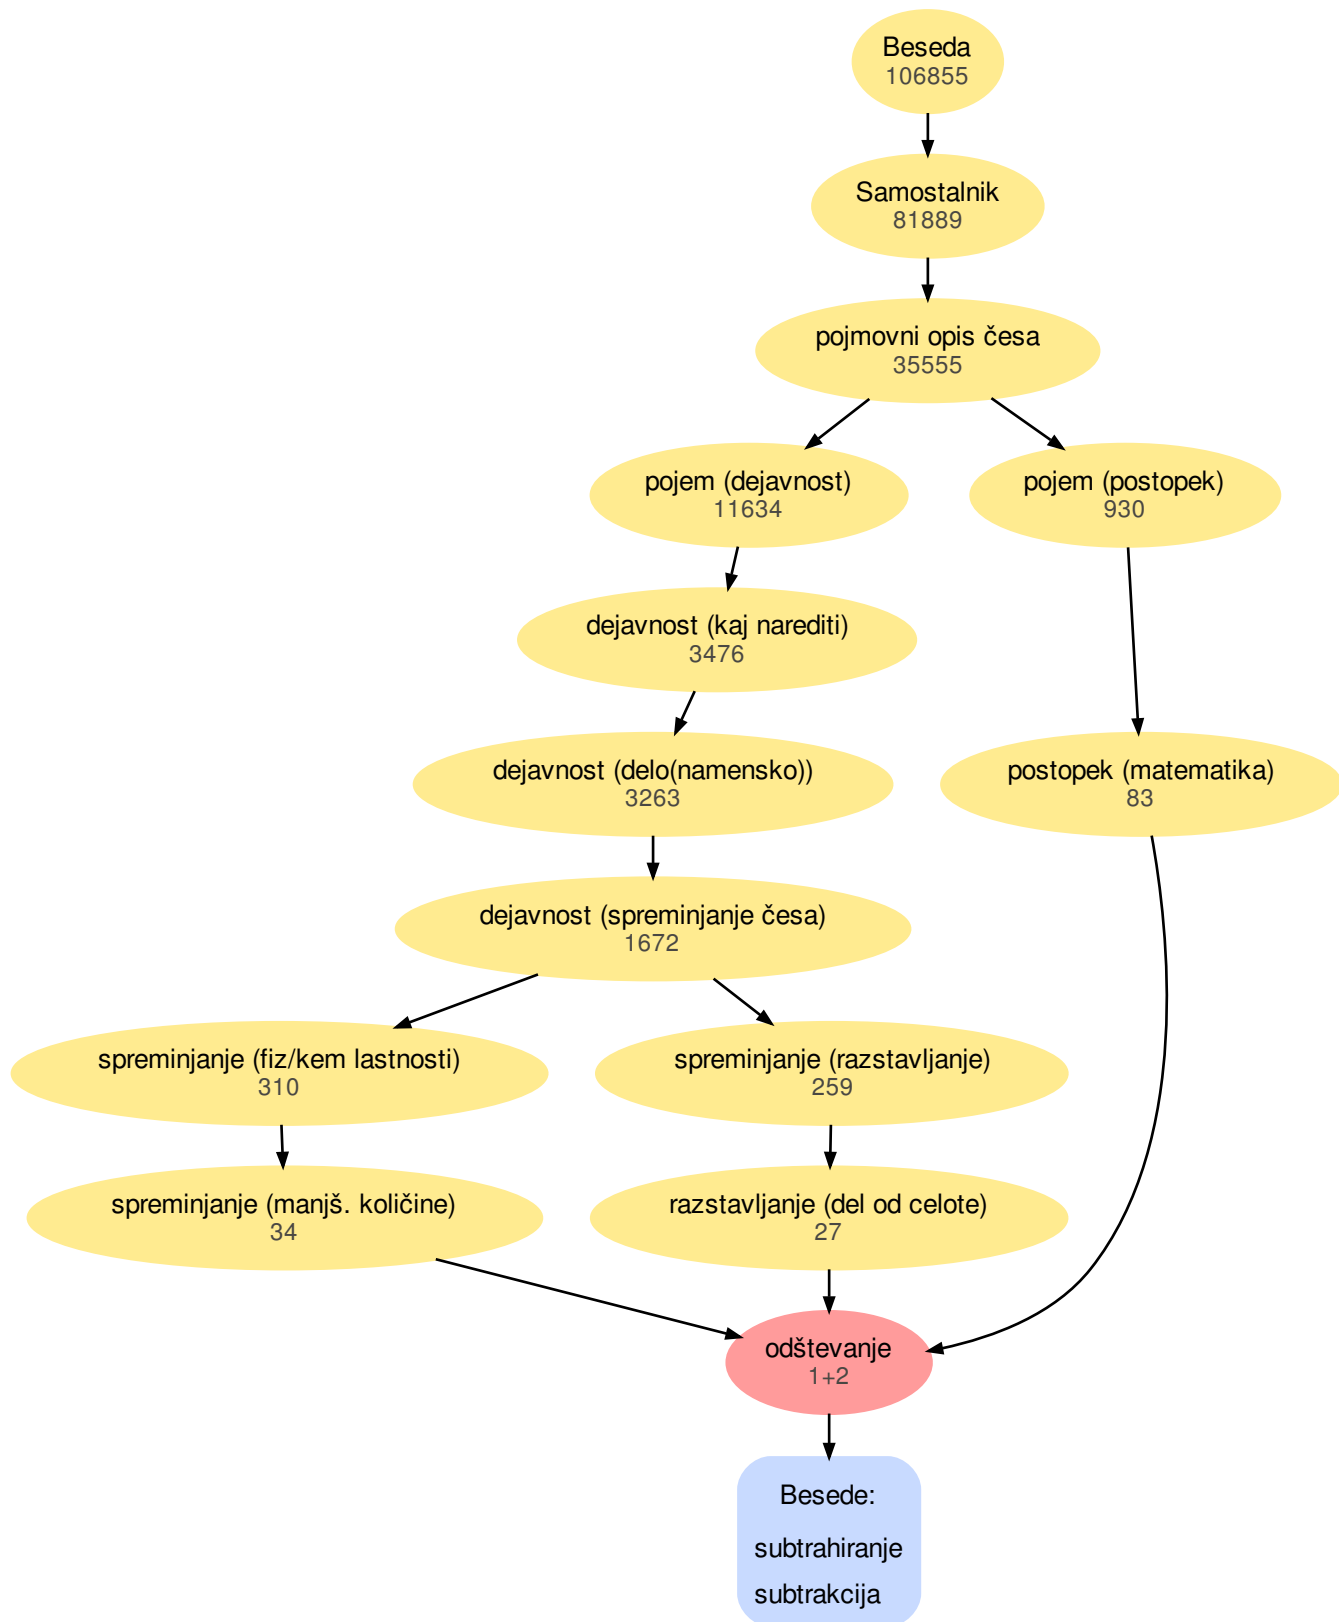 Beseda
106855
Samostalnik
81889
pojmovni opis česa
35555
pojem (dejavnost)
11634
pojem (postopek)
930
dejavnost (kaj narediti)
3476
dejavnost (delo(namensko))
3263
postopek (matematika)
83
dejavnost (spreminjanje česa)
1672
spreminjanje (fiz/kem lastnosti)
310
spreminjanje (razstavljanje)
259
spreminjanje (manjš. količine)
34
razstavljanje (del od celote)
27
odštevanje
1+2
Besede:
subtrahiranje
subtrakcija